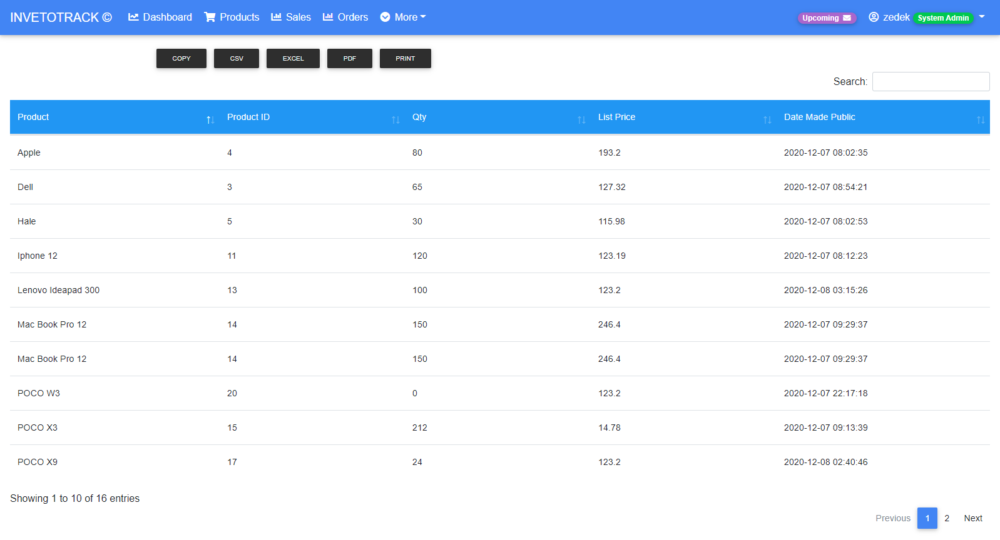 INVETOTRACK © Dashboard Products Sales Orders More Upcoming zedek System Admin
COPY CSV EXCEL PDF PRINT
Search:
Product Product ID Qty List Price Date Made Public
Apple 4 80 193.2 2020-12-07 08:02:35
Dell 3 65 127.32 2020-12-07 08:54:21
Hale 5 30 115.98 2020-12-07 08:02:53
Iphone 12 11 120 123.19 2020-12-07 08:12:23
Lenovo Ideapad 300 13 100 123.2 2020-12-08 03:15:26
Mac Book Pro 12 14 150 246.4 2020-12-07 09:29:37
Mac Book Pro 12 14 150 246.4 2020-12-07 09:29:37
POCO W3 20 0 123.2 2020-12-07 22:17:18
POCO X3 15 212 14.78 2020-12-07 09:13:39
POCO X9 17 24 123.2 2020-12-08 02:40:46
Showing 1 to 10 of 16 entries
Previous 1 2 Next